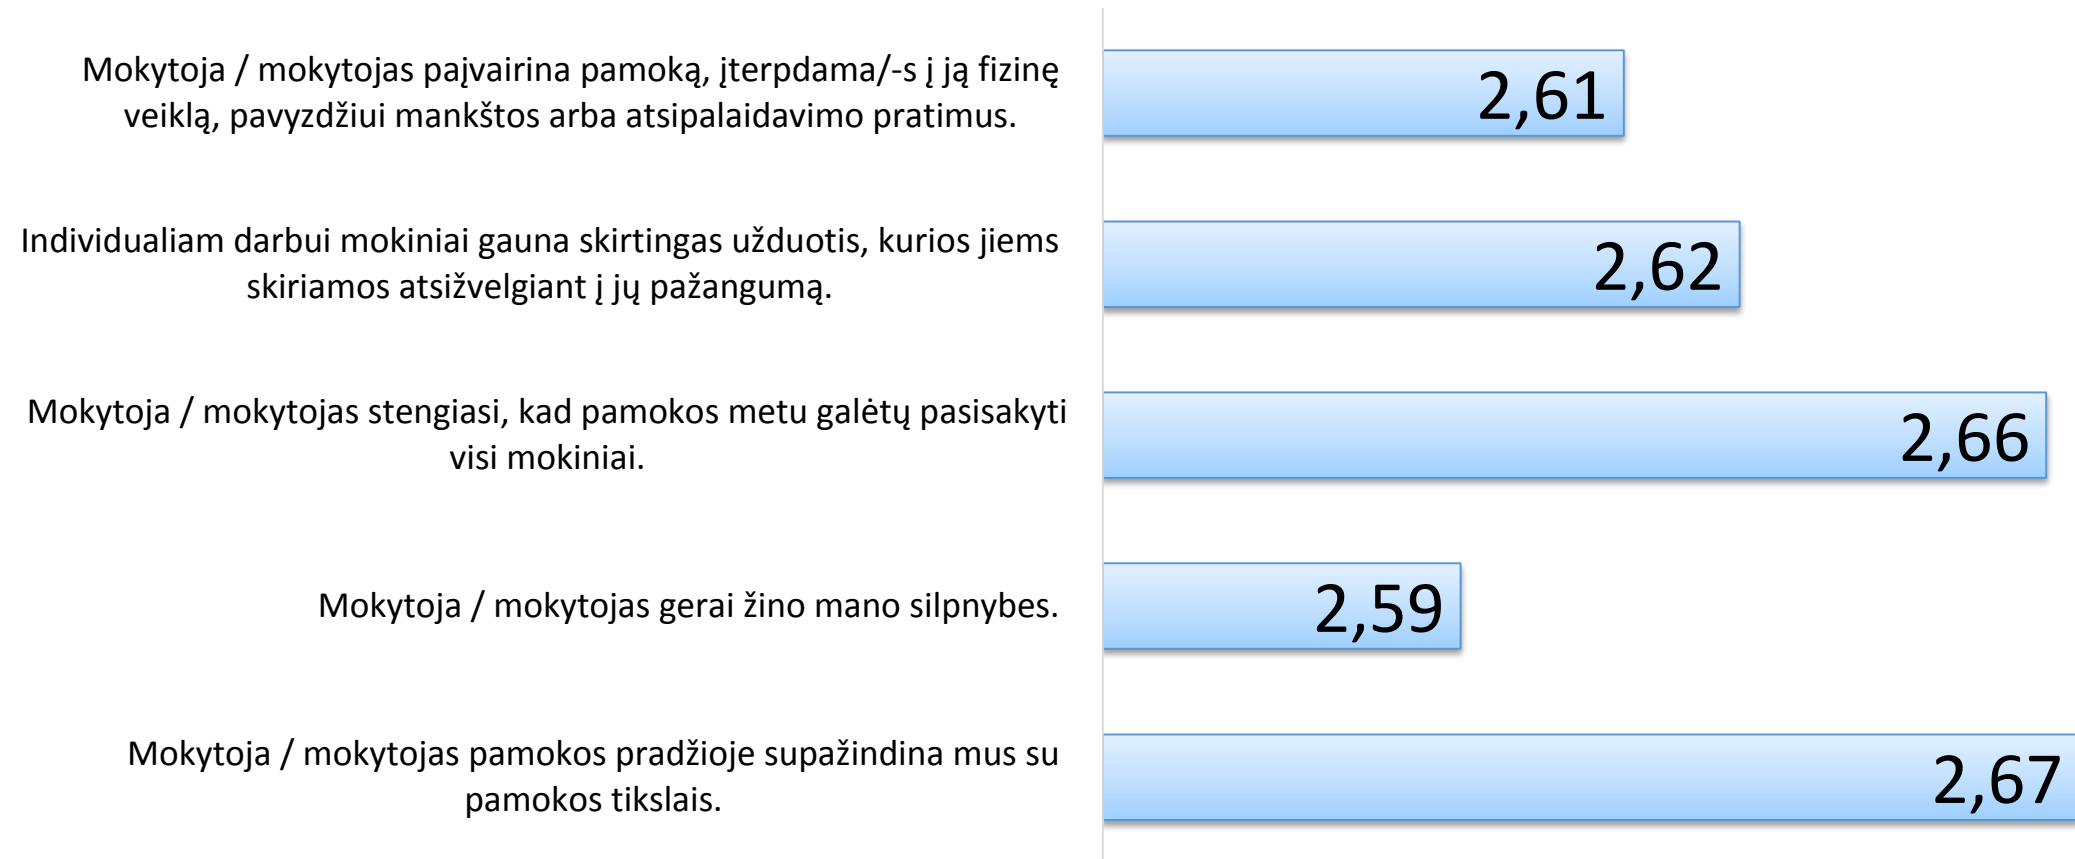 Mokytoja / mokytojas paįvairina pamoką, įterpdama/-s į ją fizinę
veiklą, pavyzdžiui mankštos arba atsipalaidavimo pratimus.
2,61
Individualiam darbui mokiniai gauna skirtingas užduotis, kurios jiems
skiriamos atsižvelgiant į jų pažangumą.
2,62
Mokytoja / mokytojas stengiasi, kad pamokos metu galėtų pasisakyti
visi mokiniai.
2,66
Mokytoja / mokytojas gerai žino mano silpnybes.
2,59
Mokytoja / mokytojas pamokos pradžioje supažindina mus su
pamokos tikslais.
2,67